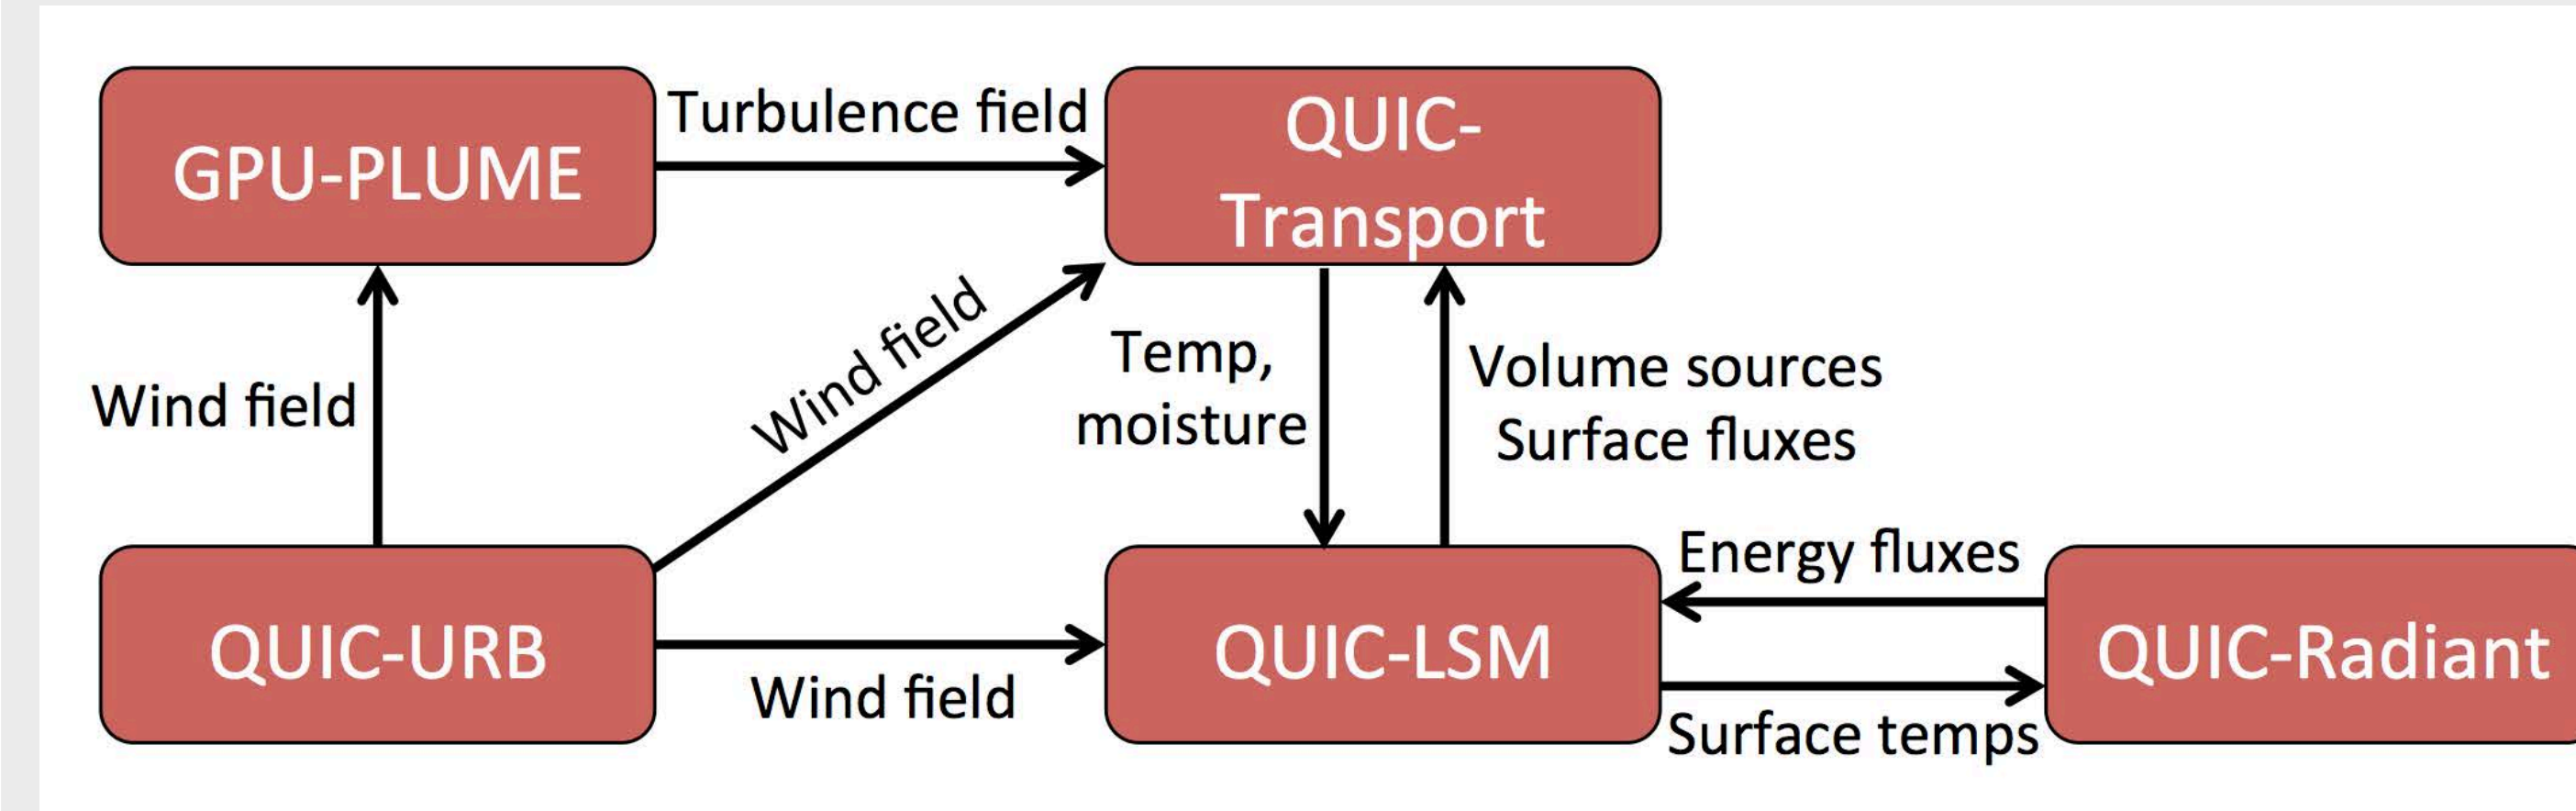 GPU-PLUME
Turbulence field
QUIC-
Transport
Wind field
Wind field
Temp,
moisture
Volume sources
Surface fluxes
QUIC-URB
Wind field
QUIC-LSM
Energy fluxes
Surface temps
QUIC-Radiant